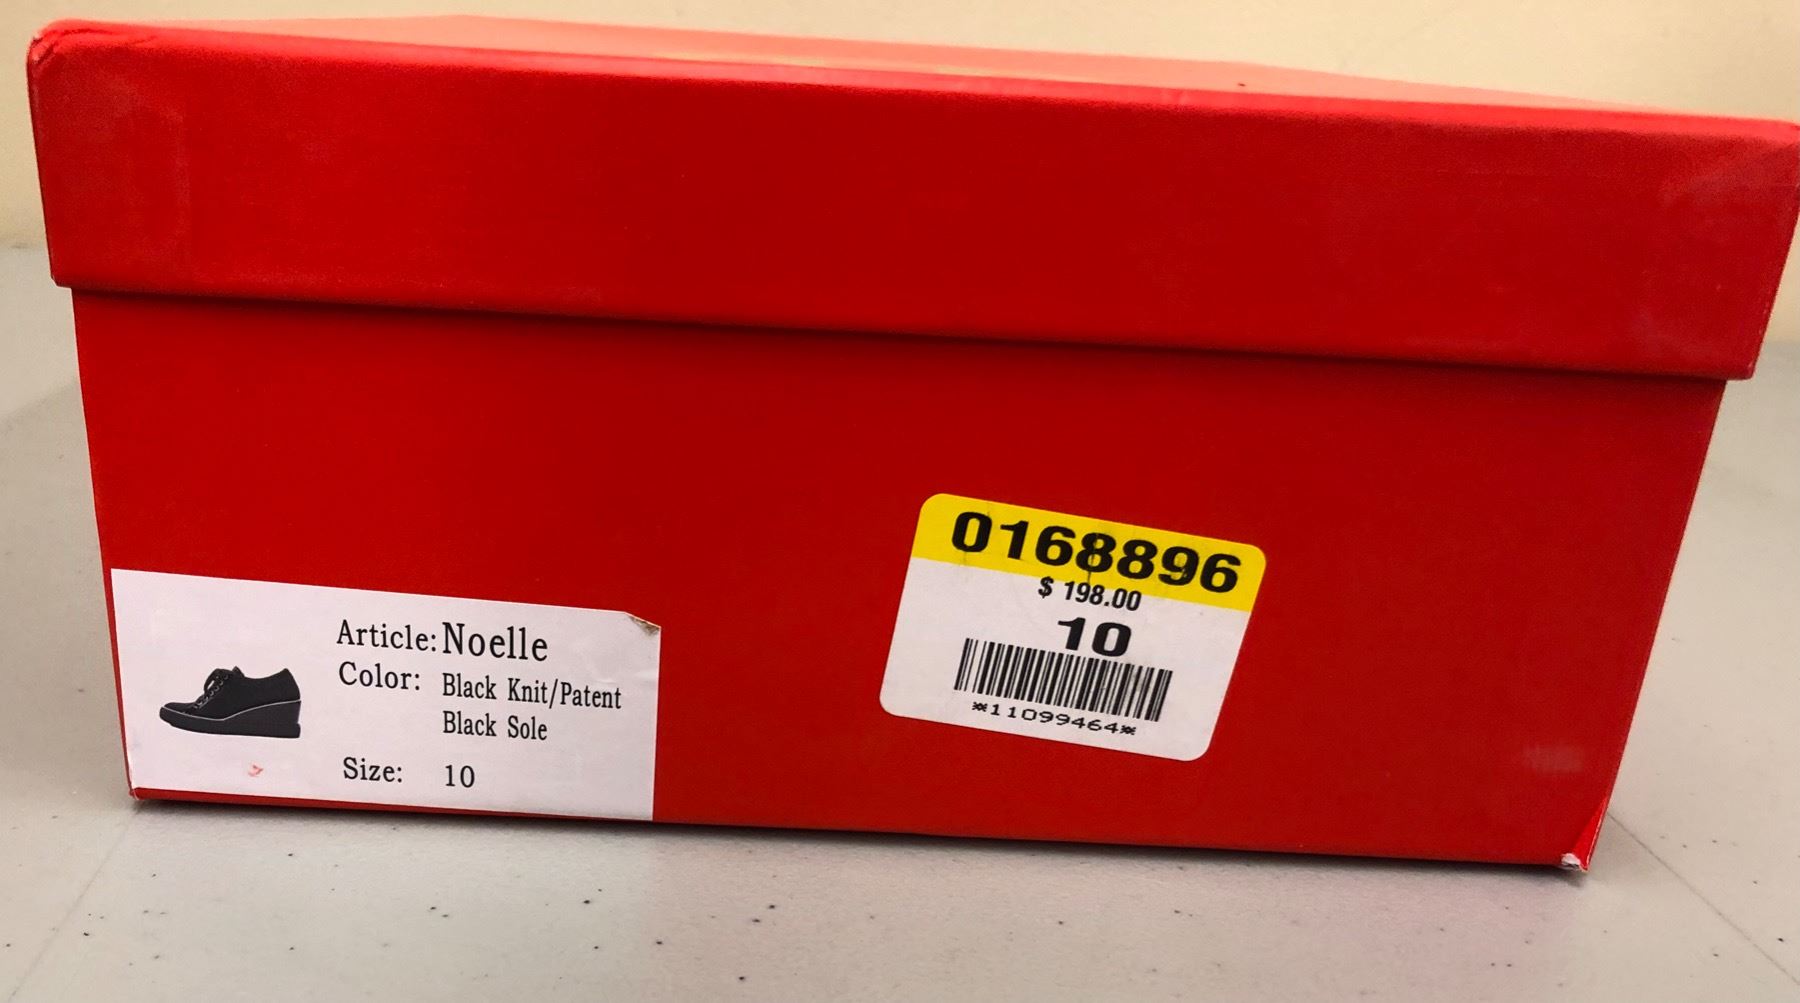 Article: Noelle
Color: Black Knit/Patent
Black Sole
Size: 10
0168896
$ 198.00
10
*11099464*